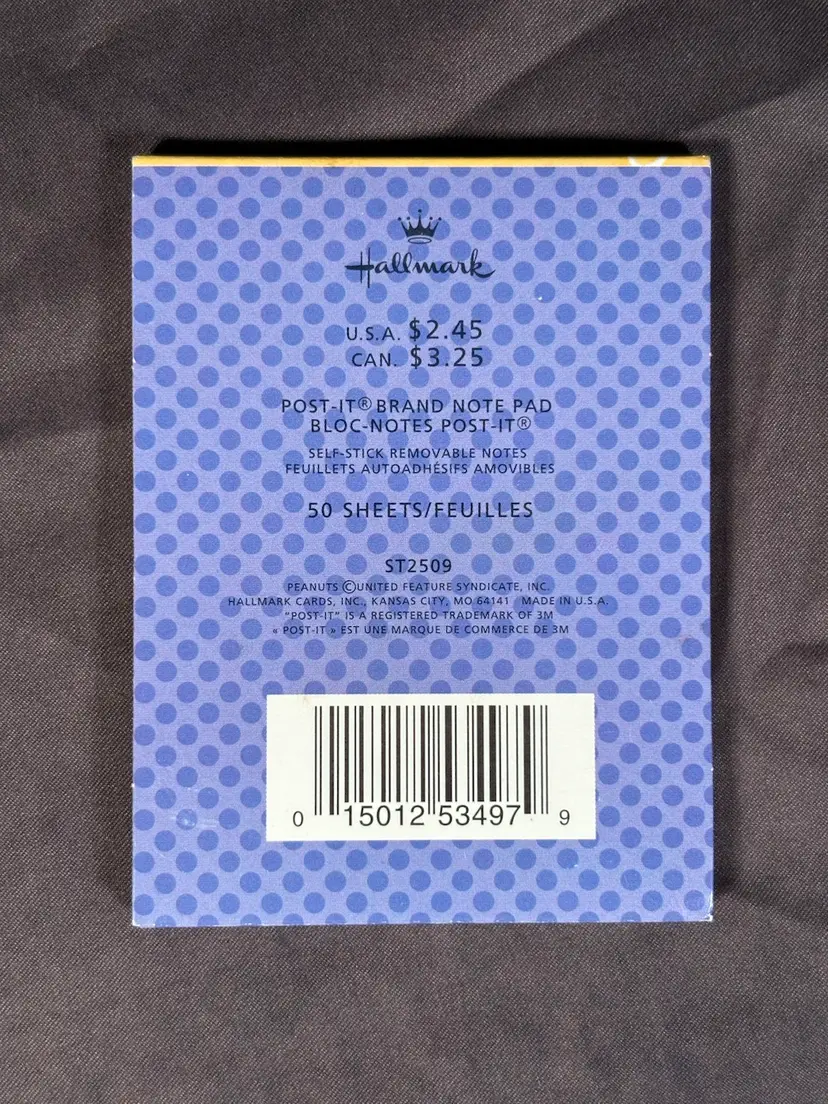 Hallmark
U.S.A. $2.45
CAN. $3.25
POST-IT® BRAND NOTE PAD
BLOC-NOTES POST-IT®
SELF-STICK REMOVABLE NOTES
FEUILLETS AUTOADHÉSIFS AMOVIBLES
50 SHEETS/FEUILLES
ST2509
PEANUTS ©UNITED FEATURE SYNDICATE, INC.
HALLMARK CARDS, INC., KANSAS CITY, MO 64141 MADE IN U.S.A.
“POST-IT” IS A REGISTERED TRADEMARK OF 3M
« POST-IT » EST UNE MARQUE DE COMMERCE DE 3M
0 15012 53497 9